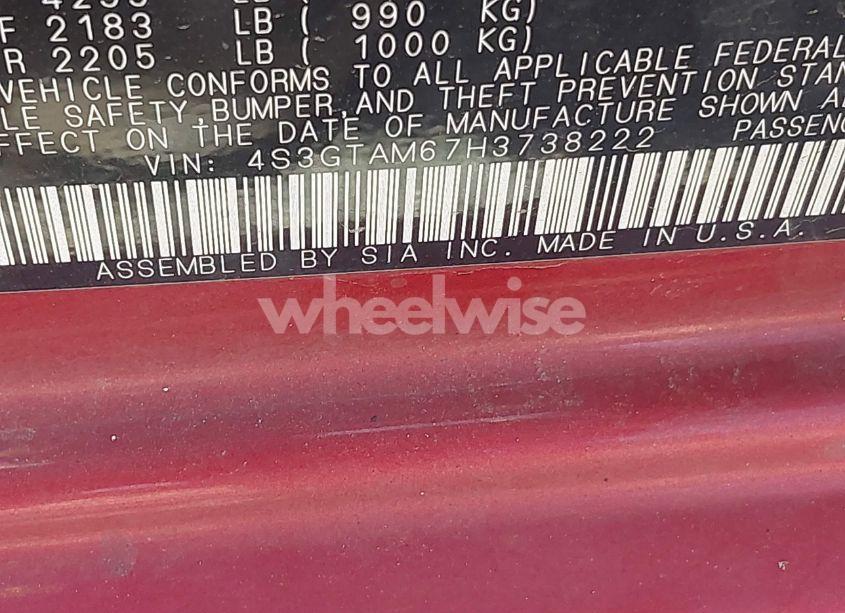 F 2183 LB ( 990 KG)
R 2205 LB ( 1000 KG)
VEHICLE CONFORMS TO ALL APPLICABLE FEDERAL
LE SAFETY,BUMPER,AND THEFT PREVENTION STAN
EFFECT ON THE DATE OF MANUFACTURE SHOWN A
VIN: 4S3GTAM67H3738222 PASSENG
ASSEMBLED BY SIA INC. MADE IN U.S.A.
wheelwise